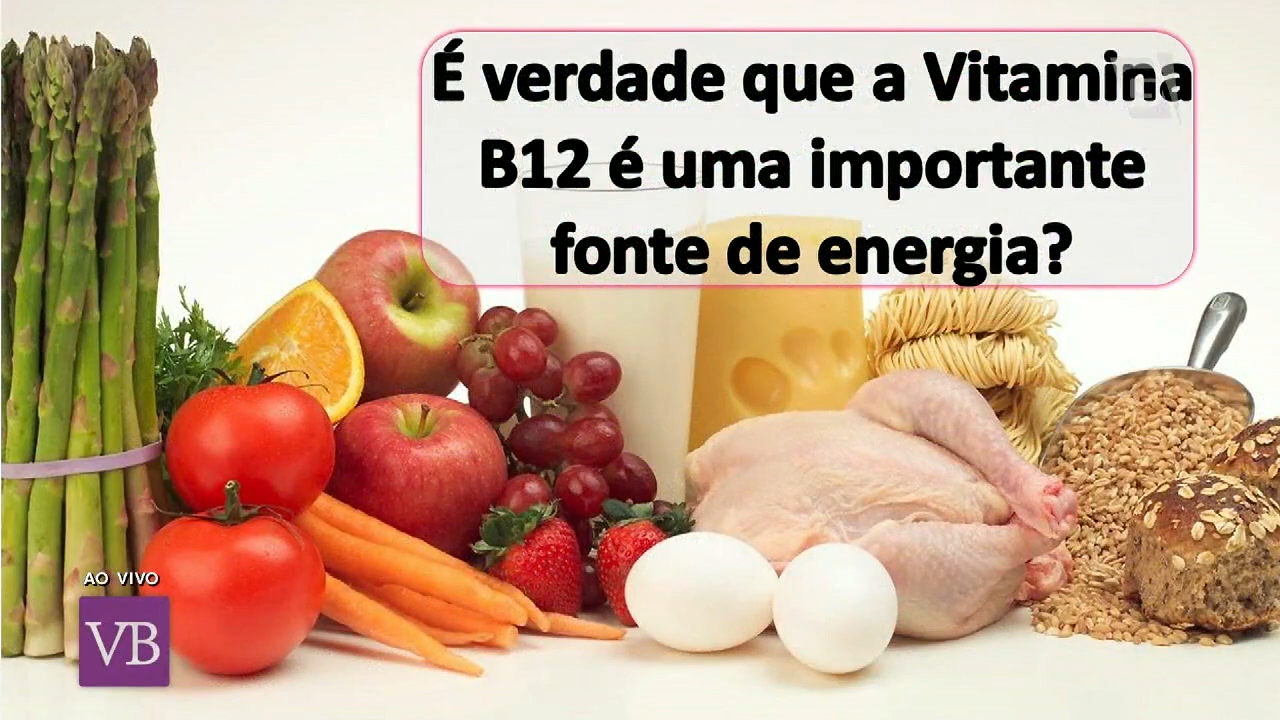 É verdade que a Vitamina
B12 é uma importante
fonte de energia?
AO VIVO
VB